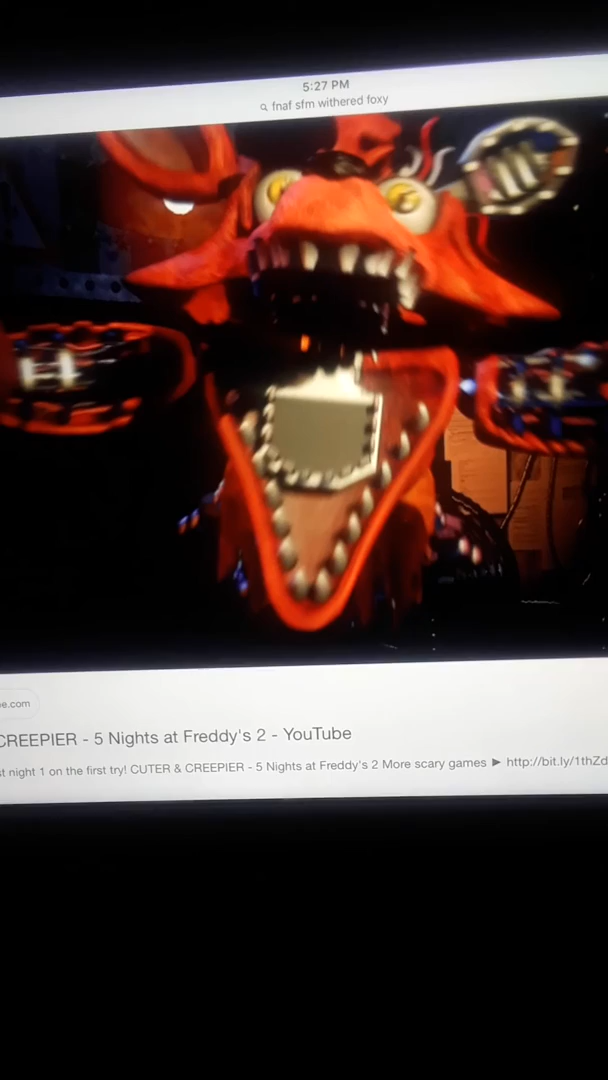 5:27 PM
fnaf sfm withered foxy
e.com
CREEPIER - 5 Nights at Freddy's 2 - YouTube
st night 1 on the first try! CUTER & CREEPIER - 5 Nights at Freddy's 2 More scary games ► http://bit.ly/1thZd